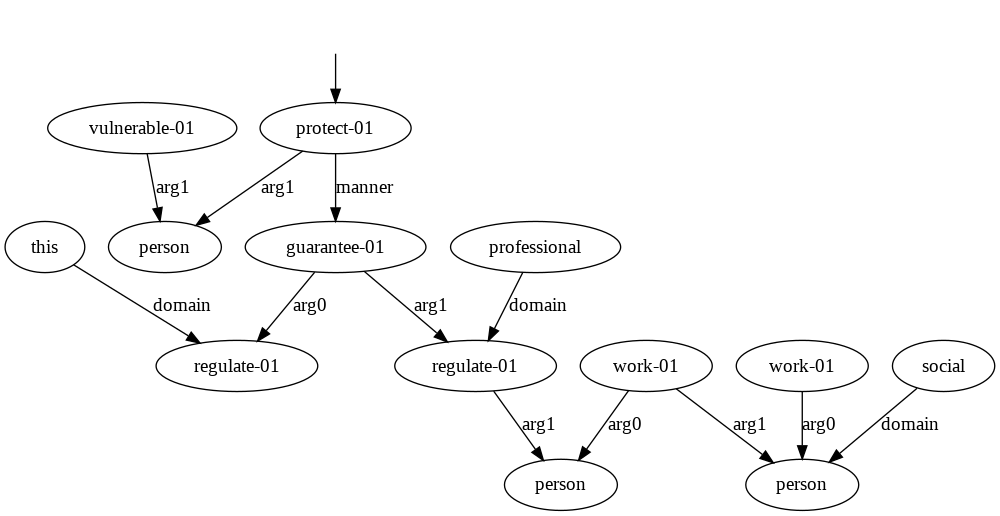 vulnerable-01 protect-01
arg1 arg1 manner
this person guarantee-01 professional
domain arg0 arg1 domain
regulate-01 regulate-01 work-01 work-01 social
arg1 arg0 arg1 arg0 domain
person person